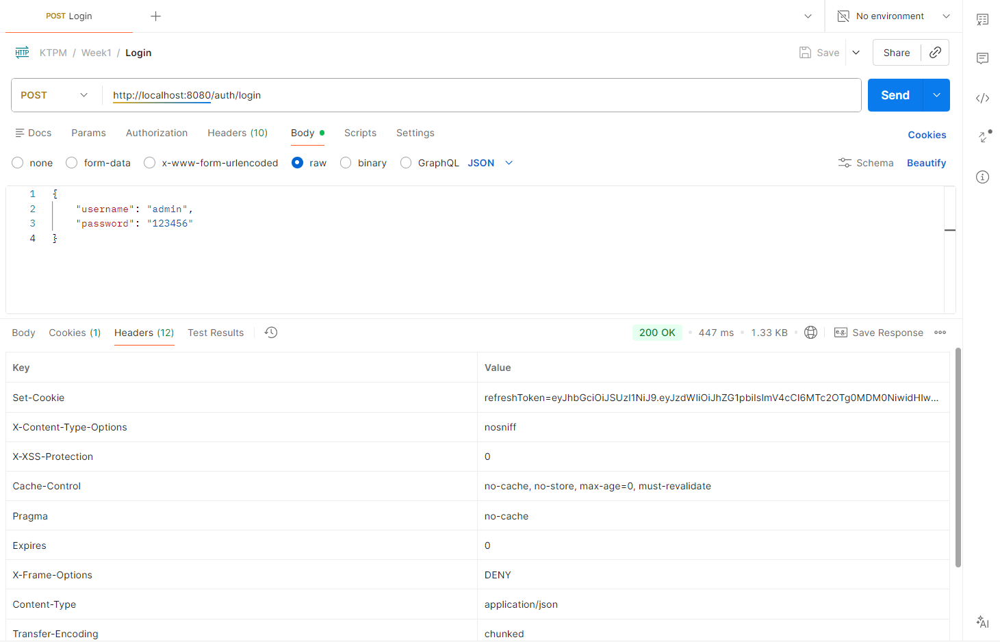 POST Login
No environment
HTTP KTPM / Week1 / Login
Save
Share
POST http://localhost:8080/auth/login
Send
Docs Params Authorization Headers (10) Body Scripts Settings
Cookies
none form-data x-www-form-urlencoded raw binary GraphQL JSON
Schema Beautify
1 {
2 "username": "admin",
3 "password": "123456"
4 }
Body Cookies (1) Headers (12) Test Results
200 OK • 447 ms • 1.33 KB • e.g. Save Response
Key Value
Set-Cookie refreshToken=eyJhbGciOiJSUzI1NiJ9.eyJzdWIiOiJhZG1pbiIsImV4cCI6MTc2OTg0MDM0NiwidHlw...
X-Content-Type-Options nosniff
X-XSS-Protection 0
Cache-Control no-cache, no-store, max-age=0, must-revalidate
Pragma no-cache
Expires 0
X-Frame-Options DENY
Content-Type application/json
Transfer-Encoding chunked
AI